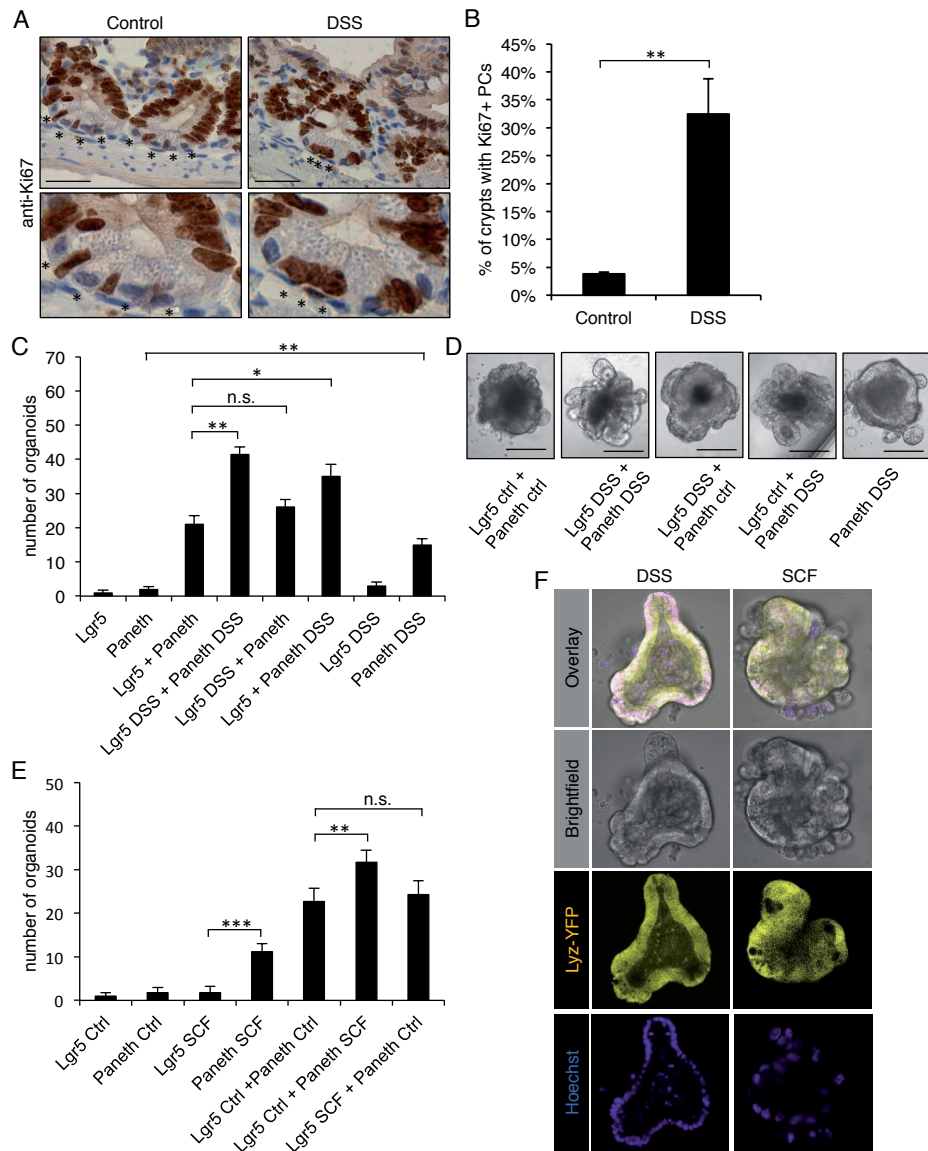 A
Control
DSS
anti-Ki67
* * * * * * * *
* * *
* * * *
* * *
B
% of crypts with Ki67+ PCs
45%
40%
35%
30%
25%
20%
15%
10%
5%
0%
**
Control
DSS
C
number of organoids
70
60
50
40
30
20
10
0
**
*
n.s.
**
Lgr5
Paneth
Lgr5 + Paneth
Lgr5 DSS + Paneth DSS
Lgr5 DSS + Paneth
Lgr5 + Paneth DSS
Lgr5 DSS
Paneth DSS
D
Lgr5 ctrl +
Paneth ctrl
Lgr5 DSS +
Paneth DSS
Lgr5 DSS +
Paneth ctrl
Lgr5 ctrl +
Paneth DSS
Paneth DSS
E
number of organoids
50
40
30
20
10
0
n.s.
**
***
Lgr5 Ctrl
Paneth Ctrl
Lgr5 SCF
Paneth SCF
Lgr5 Ctrl +Paneth Ctrl
Lgr5 Ctrl + Paneth SCF
Lgr5 SCF + Paneth Ctrl
F
DSS
SCF
Overlay
Brightfield
Lyz-YFP
Hoechst